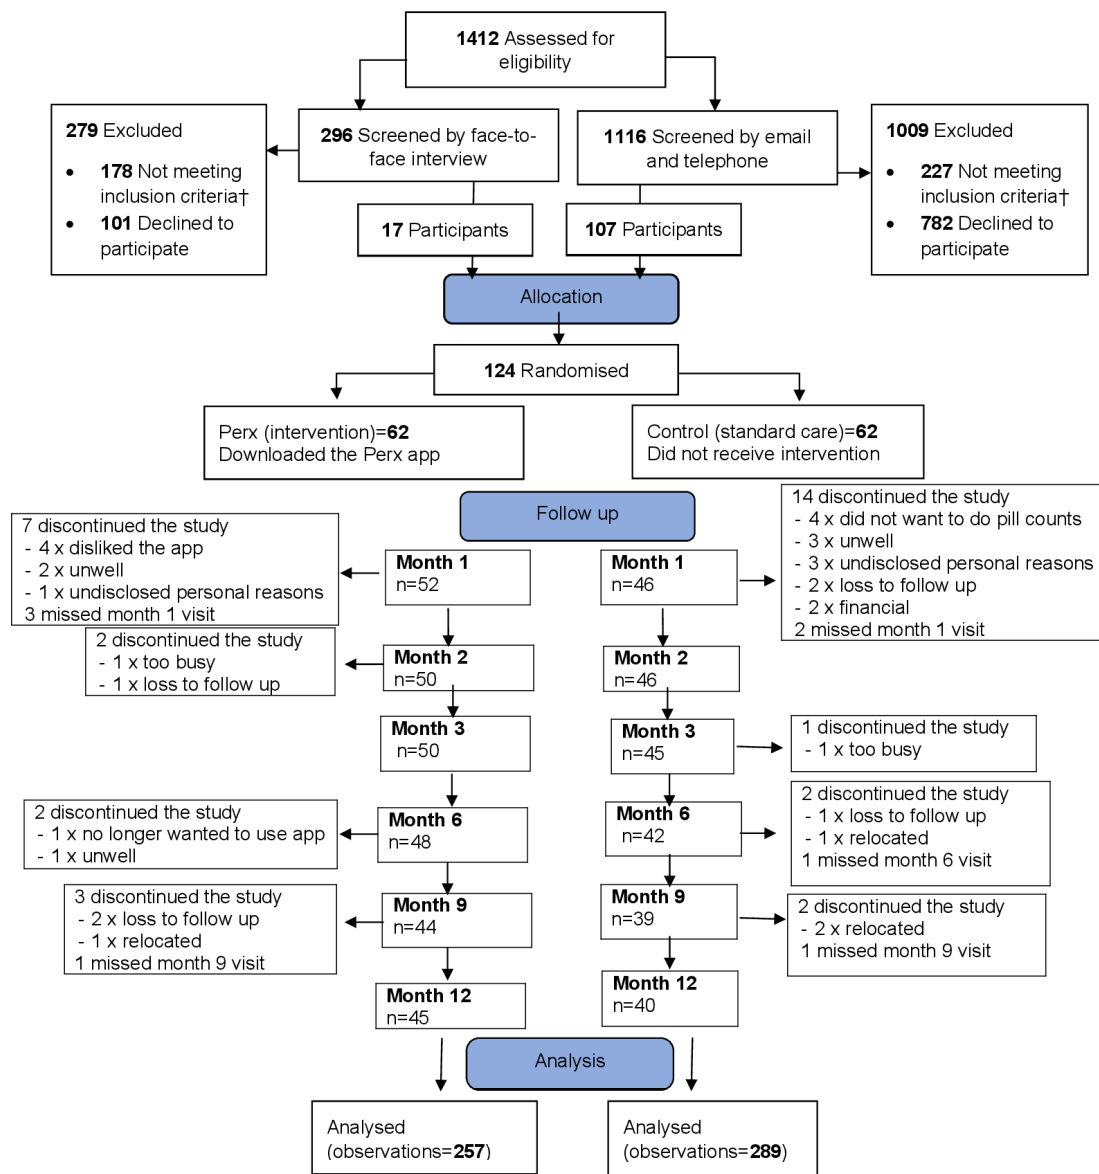 1412 Assessed for
eligibility
279 Excluded
• 178 Not meeting
inclusion criteria†
• 101 Declined to
participate
296 Screened by face-to-
face interview
1116 Screened by email
and telephone
1009 Excluded
• 227 Not meeting
inclusion criteria†
• 782 Declined to
participate
17 Participants
107 Participants
Allocation
124 Randomised
Perx (intervention)=62
Downloaded the Perx app
Control (standard care)=62
Did not receive intervention
Follow up
7 discontinued the study
- 4 x disliked the app
- 2 x unwell
- 1 x undisclosed personal reasons
3 missed month 1 visit
Month 1
n=52
Month 1
n=46
14 discontinued the study
- 4 x did not want to do pill counts
- 3 x unwell
- 3 x undisclosed personal reasons
- 2 x loss to follow up
- 2 x financial
2 missed month 1 visit
2 discontinued the study
- 1 x too busy
- 1 x loss to follow up
Month 2
n=50
Month 2
n=46
Month 3
n=50
Month 3
n=45
1 discontinued the study
- 1 x too busy
2 discontinued the study
- 1 x no longer wanted to use app
- 1 x unwell
Month 6
n=48
Month 6
n=42
2 discontinued the study
- 1 x loss to follow up
- 1 x relocated
1 missed month 6 visit
3 discontinued the study
- 2 x loss to follow up
- 1 x relocated
1 missed month 9 visit
Month 9
n=44
Month 9
n=39
2 discontinued the study
- 2 x relocated
1 missed month 9 visit
Month 12
n=45
Month 12
n=40
Analysis
Analysed
(observations=257)
Analysed
(observations=289)